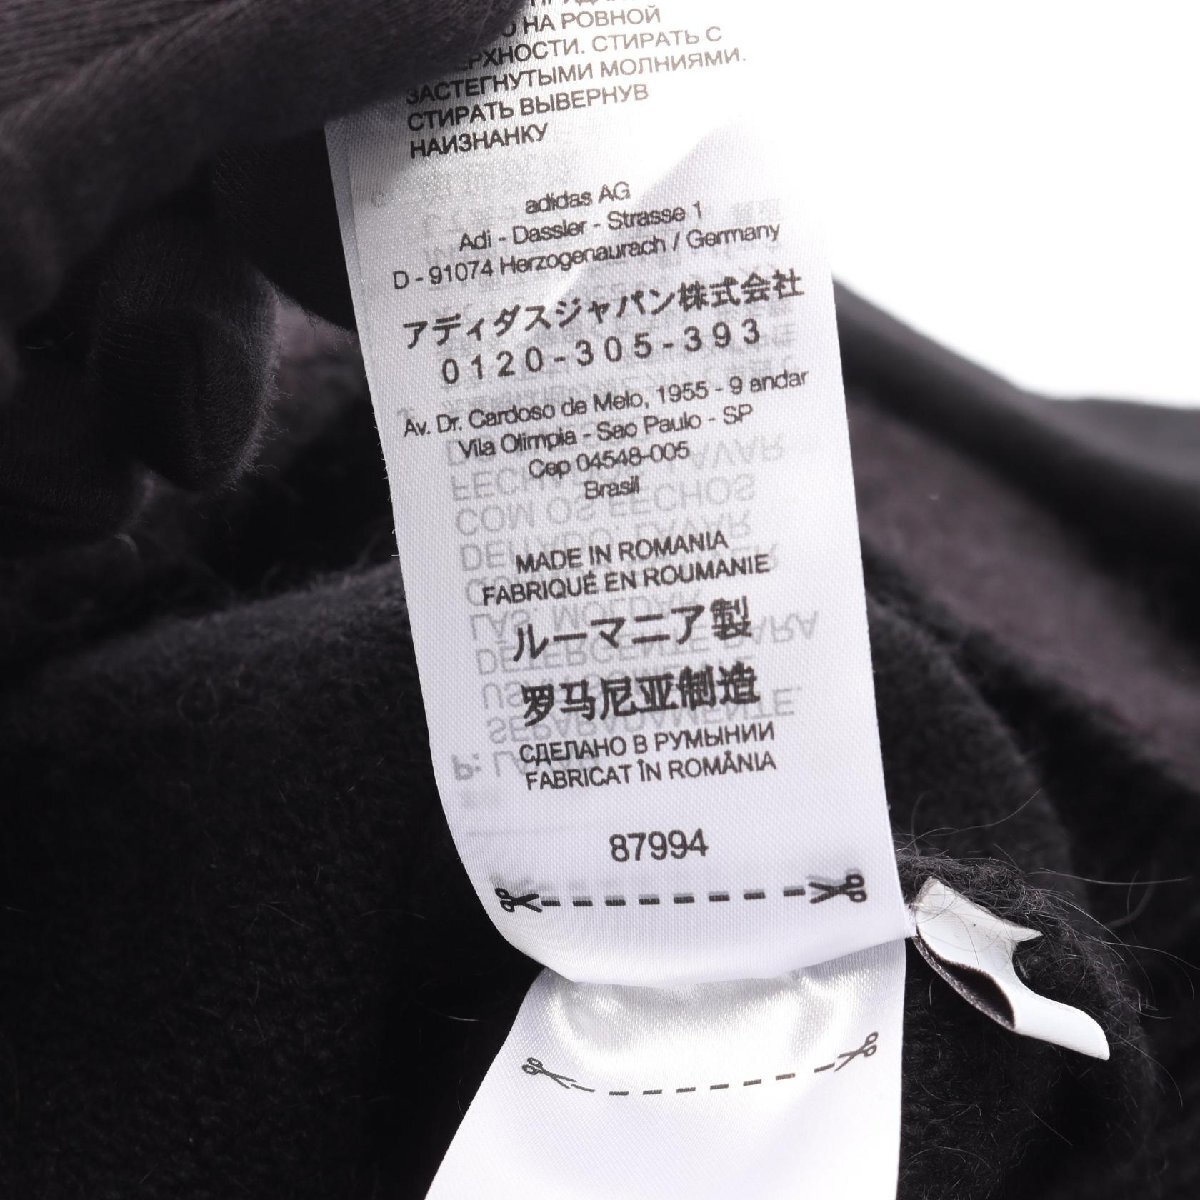 НА РОВНОЙ
СТИРАТЬ С
ЗАСТЕГНУТЫМИ МОЛНИЯМИ.
СТИРАТЬ ВЫВЕРНУВ
НАИЗНАНКУ
adidas AG
Adi - Dassler - Strasse 1
D - 91074 Herzogenaurach / Germany
アディダスジャパン株式会社
0120-305-393
Av. Dr. Cardoso de Melo, 1955 - 9 andar
Vila Olimpia - Sao Paulo - SP
Cep 04548-005
Brasil
MADE IN ROMANIA
FABRIQUÉ EN ROUMANIE
ルーマニア製
罗马尼亚制造
СДЕЛАНО В РУМЫНИИ
FABRICAT ÎN ROMÂNIA
87994